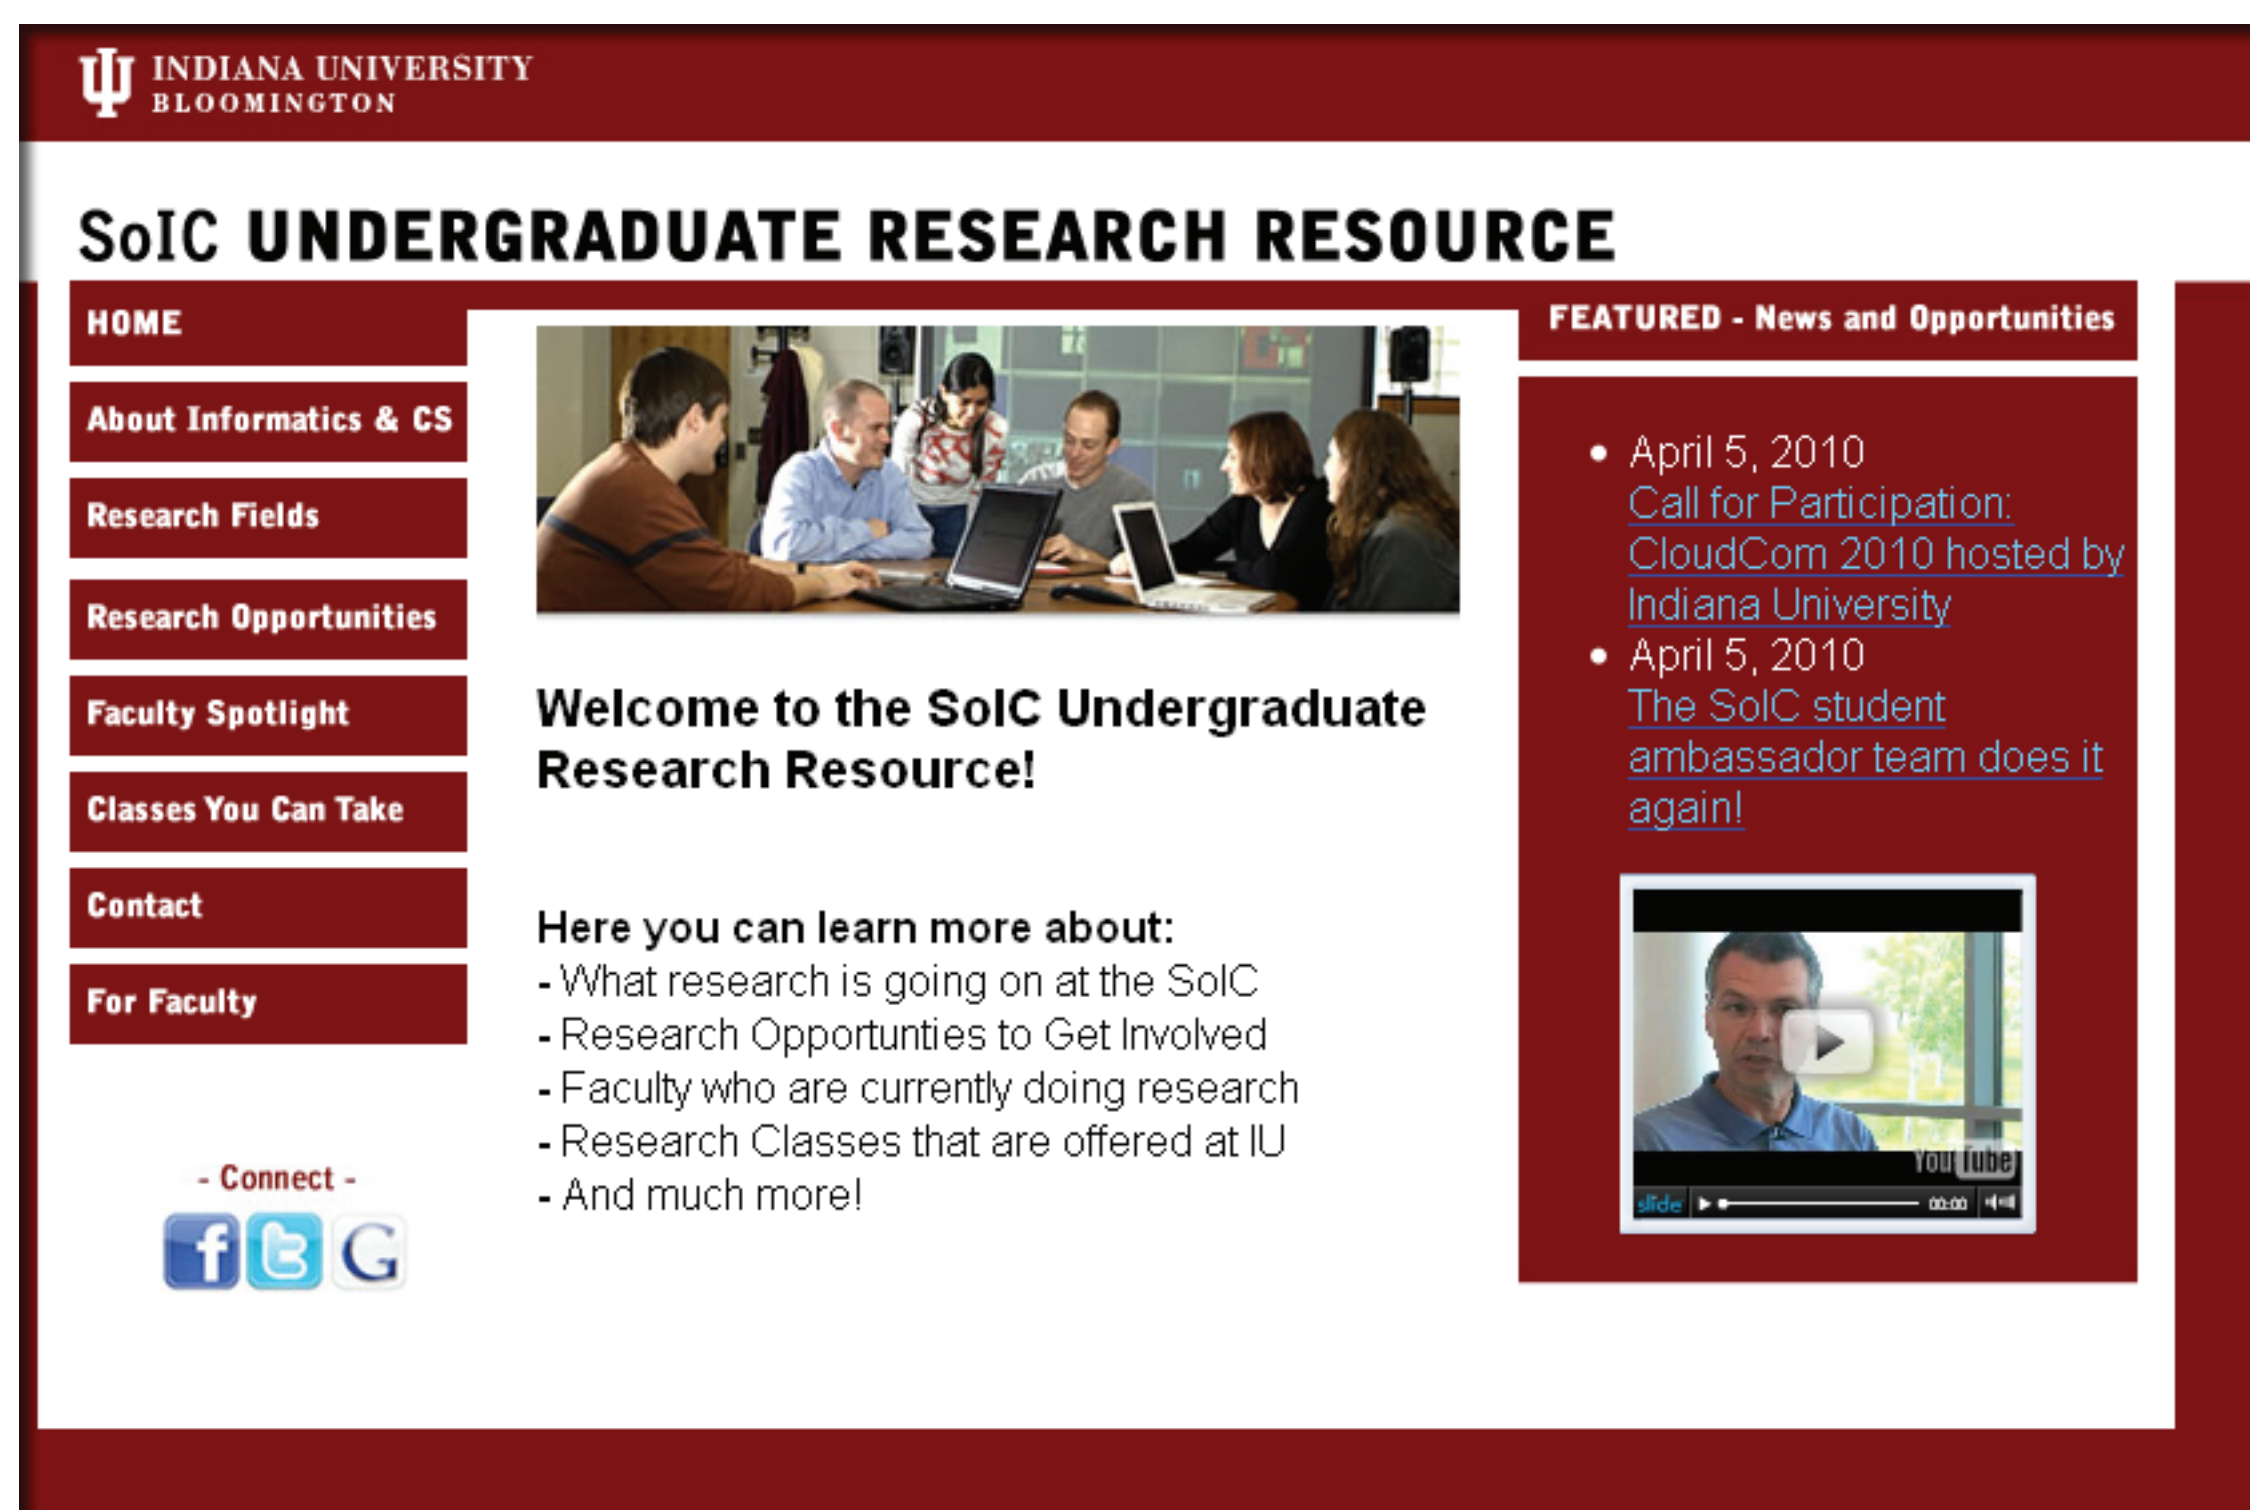 INDIANA UNIVERSITY
BLOOMINGTON
SoIC UNDERGRADUATE RESEARCH RESOURCE
HOME
About Informatics & CS
Research Fields
Research Opportunities
Faculty Spotlight
Classes You Can Take
Contact
For Faculty
- Connect -
f t G
Welcome to the SoIC Undergraduate
Research Resource!
Here you can learn more about:
- What research is going on at the SoIC
- Research Opportunties to Get Involved
- Faculty who are currently doing research
- Research Classes that are offered at IU
- And much more!
FEATURED - News and Opportunities
• April 5, 2010
Call for Participation:
CloudCom 2010 hosted by
Indiana University
• April 5, 2010
The SoIC student
ambassador team does it
again!
YouTube
slide 00:00